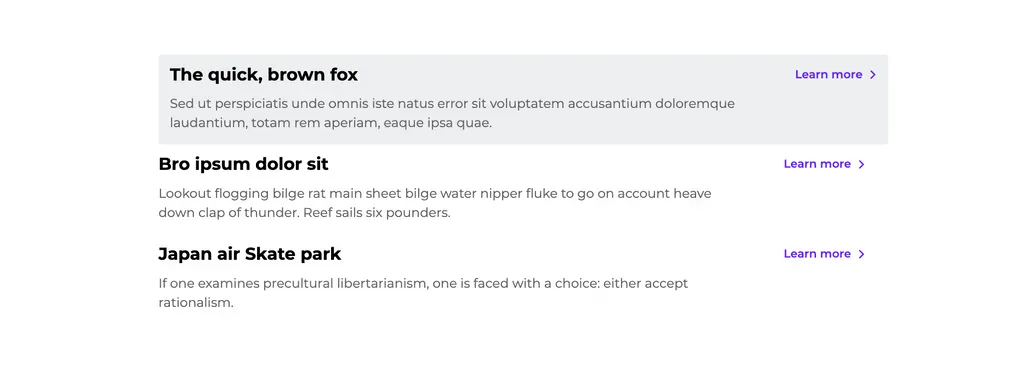 The quick, brown fox
Learn more
Sed ut perspiciatis unde omnis iste natus error sit voluptatem accusantium doloremque
laudantium, totam rem aperiam, eaque ipsa quae.
Bro ipsum dolor sit
Learn more
Lookout flogging bilge rat main sheet bilge water nipper fluke to go on account heave
down clap of thunder. Reef sails six pounders.
Japan air Skate park
Learn more
If one examines precultural libertarianism, one is faced with a choice: either accept
rationalism.